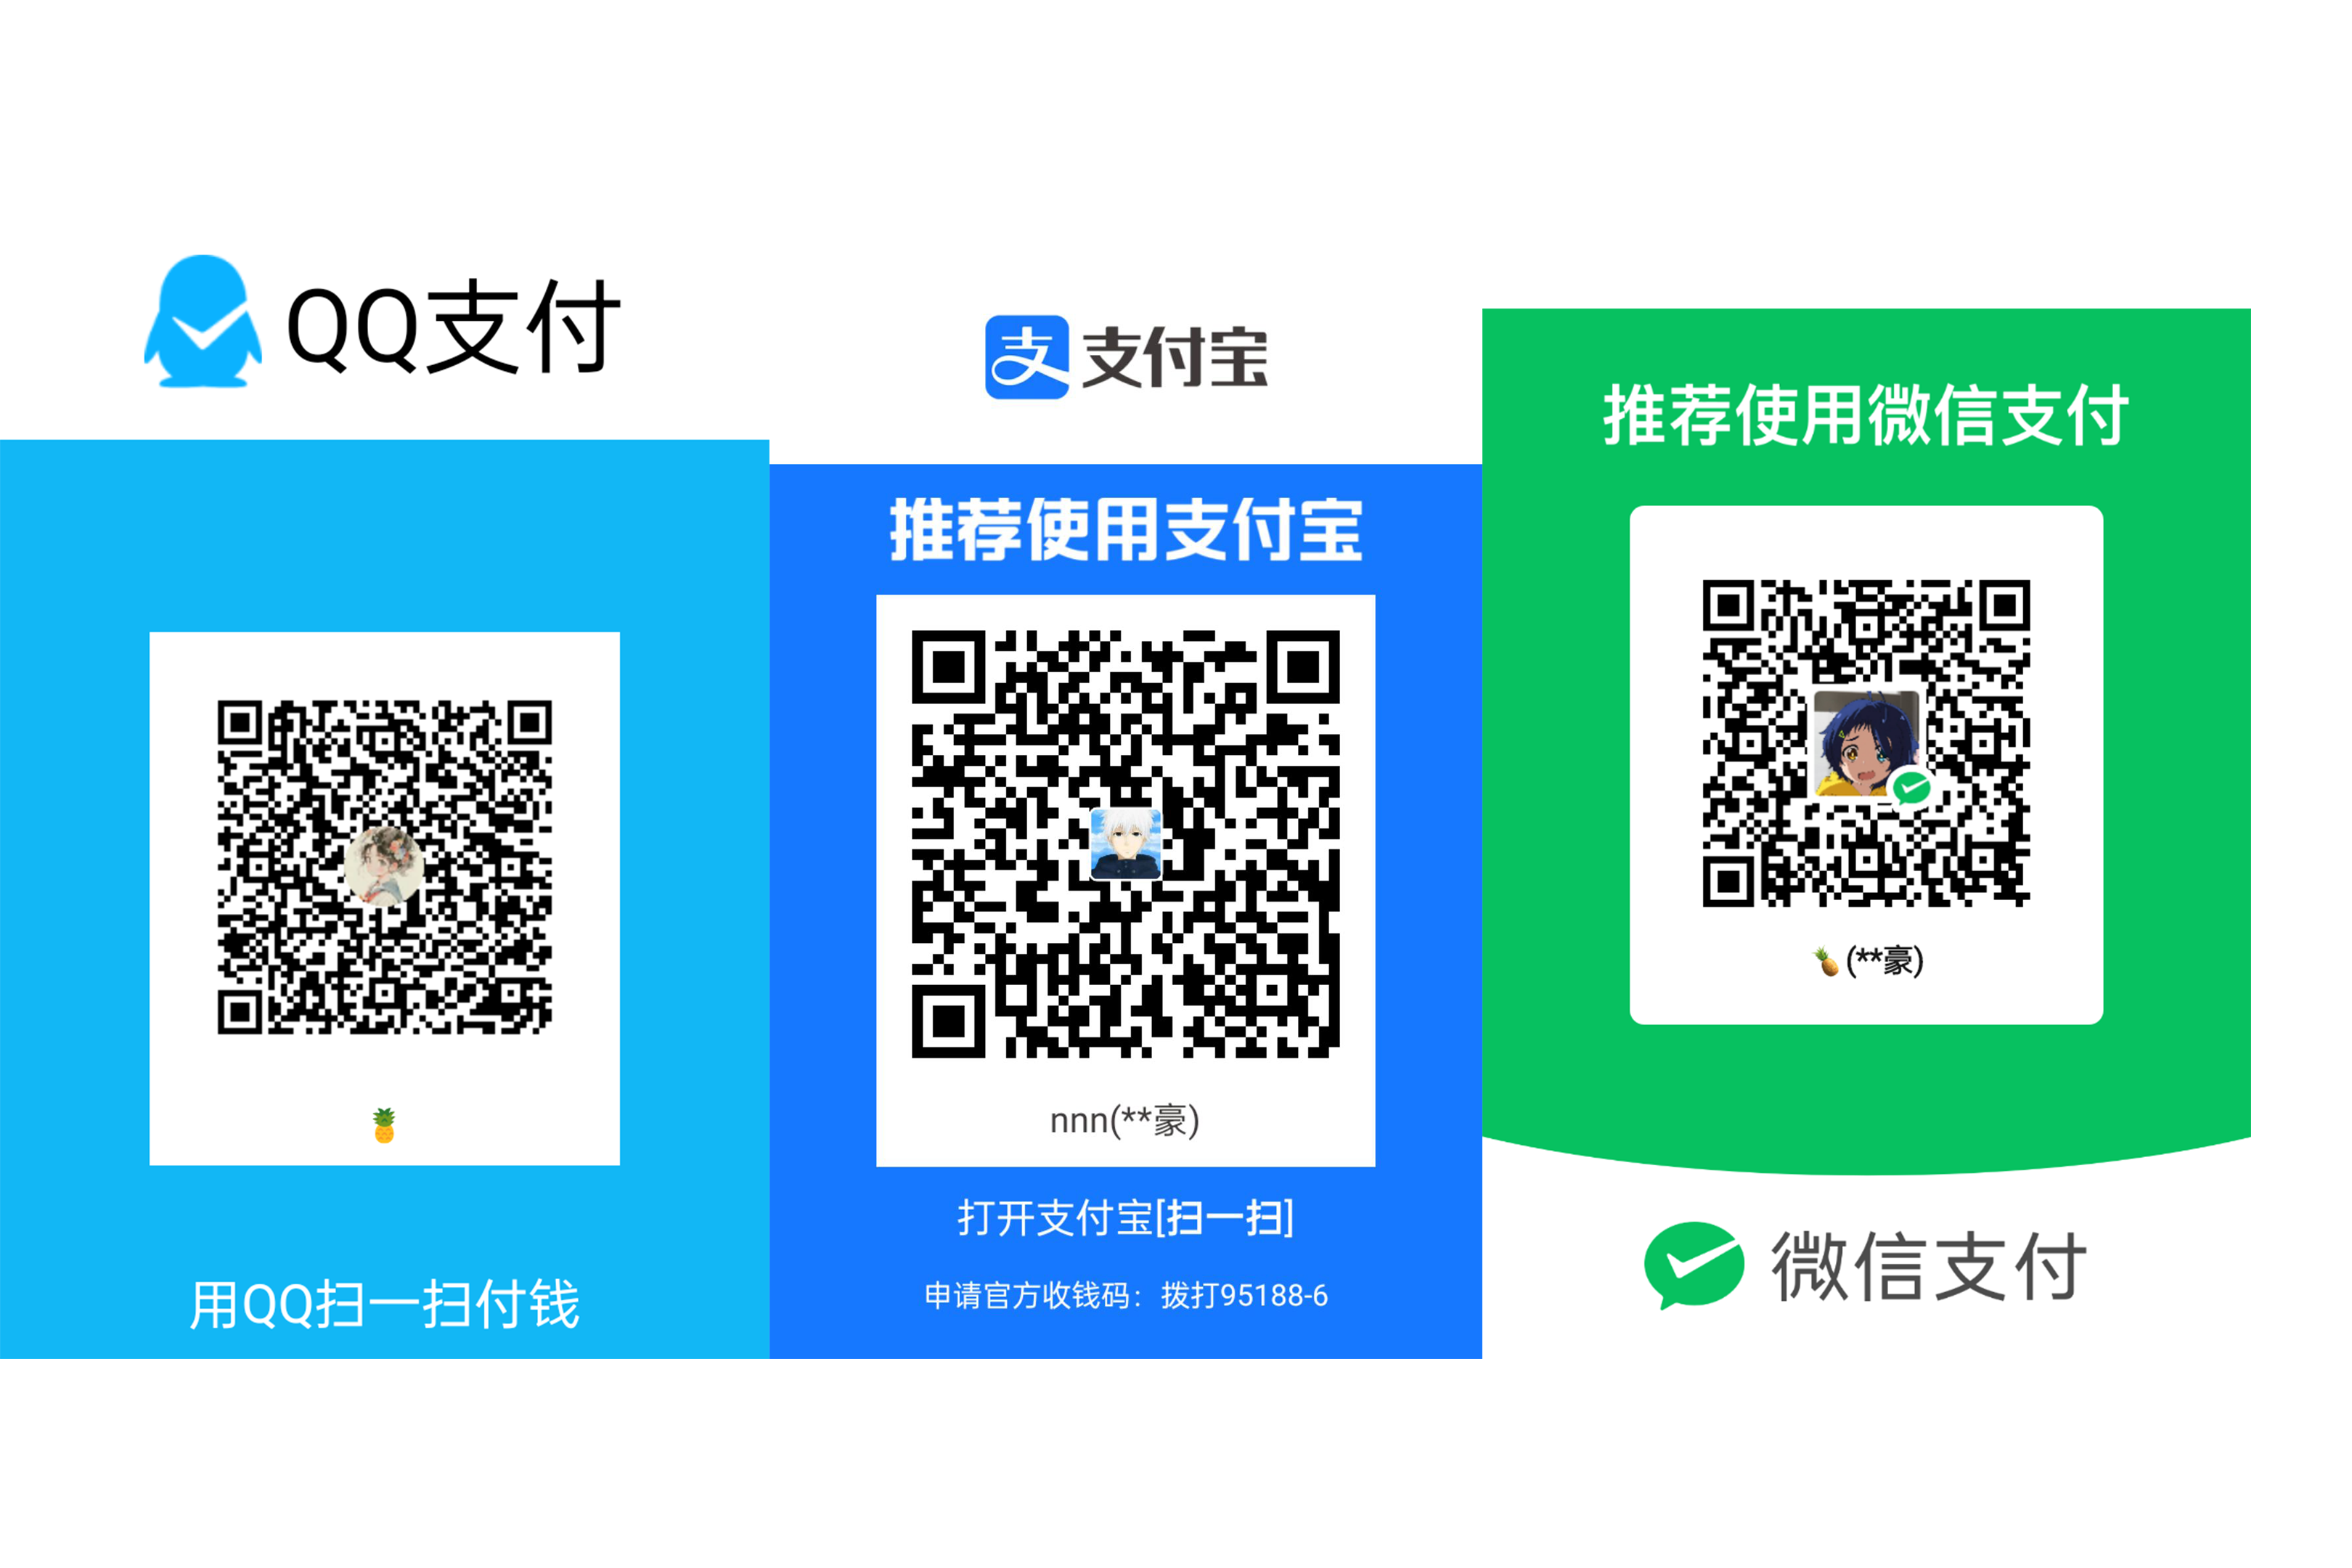 QQ支付
🍍
用QQ扫一扫付钱
支 支付宝
推荐使用支付宝
nnn(**豪)
打开支付宝[扫一扫]
申请官方收钱码：拨打95188-6
推荐使用微信支付
🍍(**豪)
微信支付